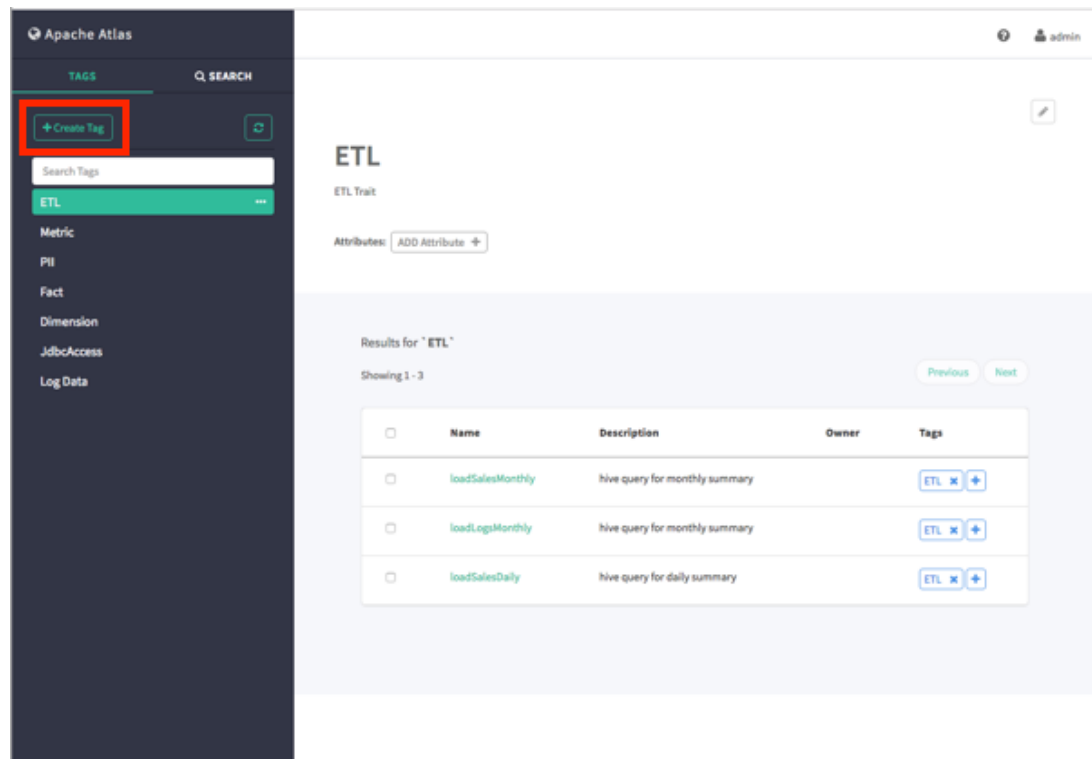 Apache Atlas
admin
TAGS
SEARCH
+ Create Tag
Search Tags
ETL
Metric
PII
Fact
Dimension
JdbcAccess
Log Data
ETL
ETL Trait
Attributes: ADD Attribute +
Results for `ETL`
Showing 1 - 3
Previous Next
Name Description Owner Tags
loadSalesMonthly hive query for monthly summary ETL
loadLogsMonthly hive query for monthly summary ETL
loadSalesDaily hive query for daily summary ETL